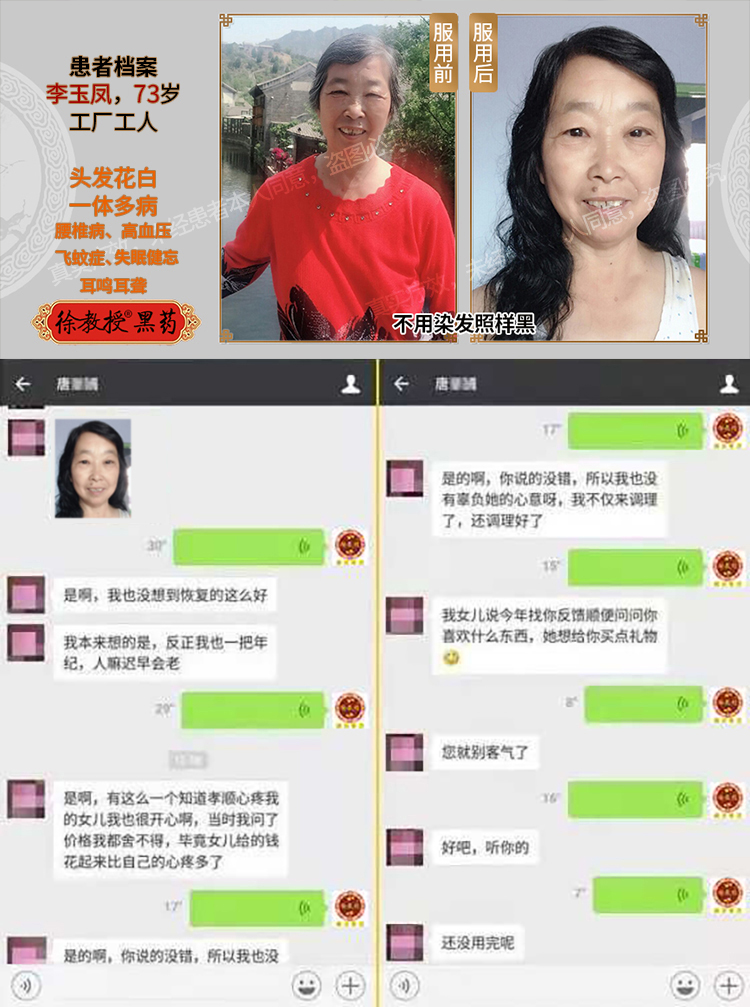 患者档案
李玉凤，73岁
工厂工人
头发花白
一体多病
腰椎病、高血压
飞蚊症、失眠健忘
耳鸣耳聋
徐教授®黑药
服用前
服用后
不用染发照样黑
唐
30"
是啊，我也没想到恢复的这么好
我本来想的是，反正我也一把年
纪，人嘛迟早会老
29"
是啊，有这么一个知道孝顺心疼我
的女儿我也很开心啊，当时我问了
价格我都舍不得，毕竟女儿给的钱
花起来比自己的心疼多了
17"
是的啊，你说的没错，所以我也没
唐
17"
是的啊，你说的没错，所以我也没
有辜负她的心意呀，我不仅来调理
了，还调理好了
15"
我女儿说今年找你反馈顺便问问你
喜欢什么东西，她想给你买点礼物
8"
您就别客气了
16"
好吧，听你的
7"
还没用完呢